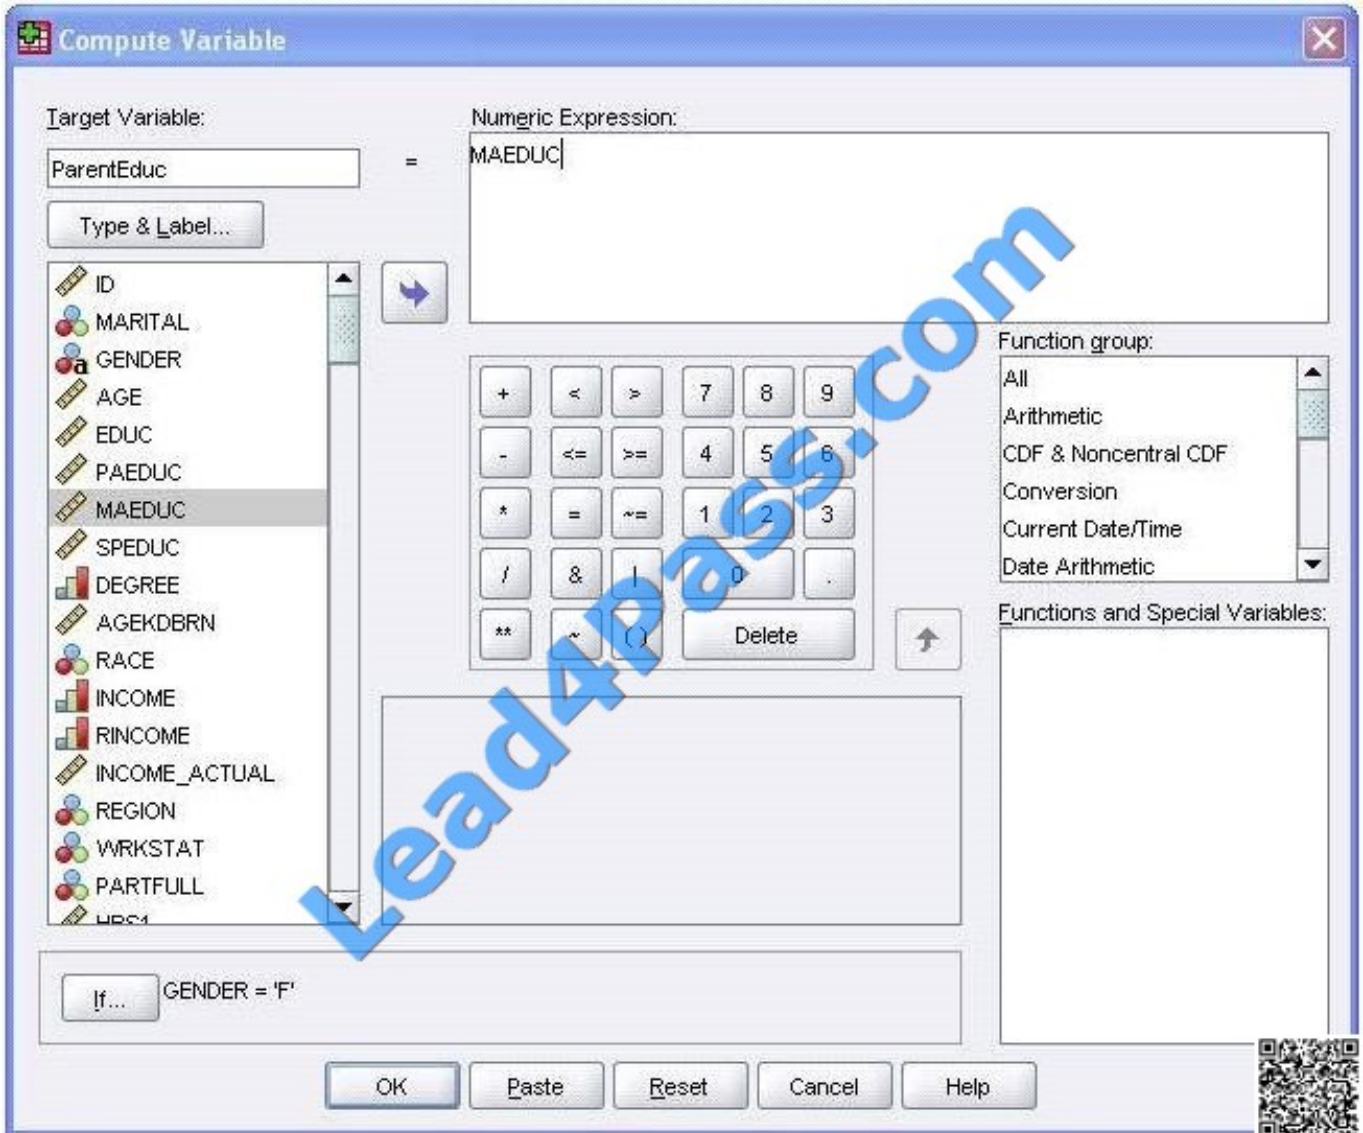 Compute Variable
Target Variable:
ParentEduc
=
Numeric Expression:
MAEDUC
Type & Label...
ID
MARITAL
GENDER
AGE
EDUC
PAEDUC
MAEDUC
SPEDUC
DEGREE
AGEKDBRN
RACE
INCOME
RINCOME
INCOME_ACTUAL
REGION
WRKSTAT
PARTFULL
HRS1
+ < > 7 8 9
- <= >= 4 5 6
* = ~= 1 2 3
/ & | 0 .
** ~ ( ) Delete
Function group:
All
Arithmetic
CDF & Noncentral CDF
Conversion
Current Date/Time
Date Arithmetic
Functions and Special Variables:
If... GENDER = 'F'
OK Paste Reset Cancel Help
Lead4Pass.com